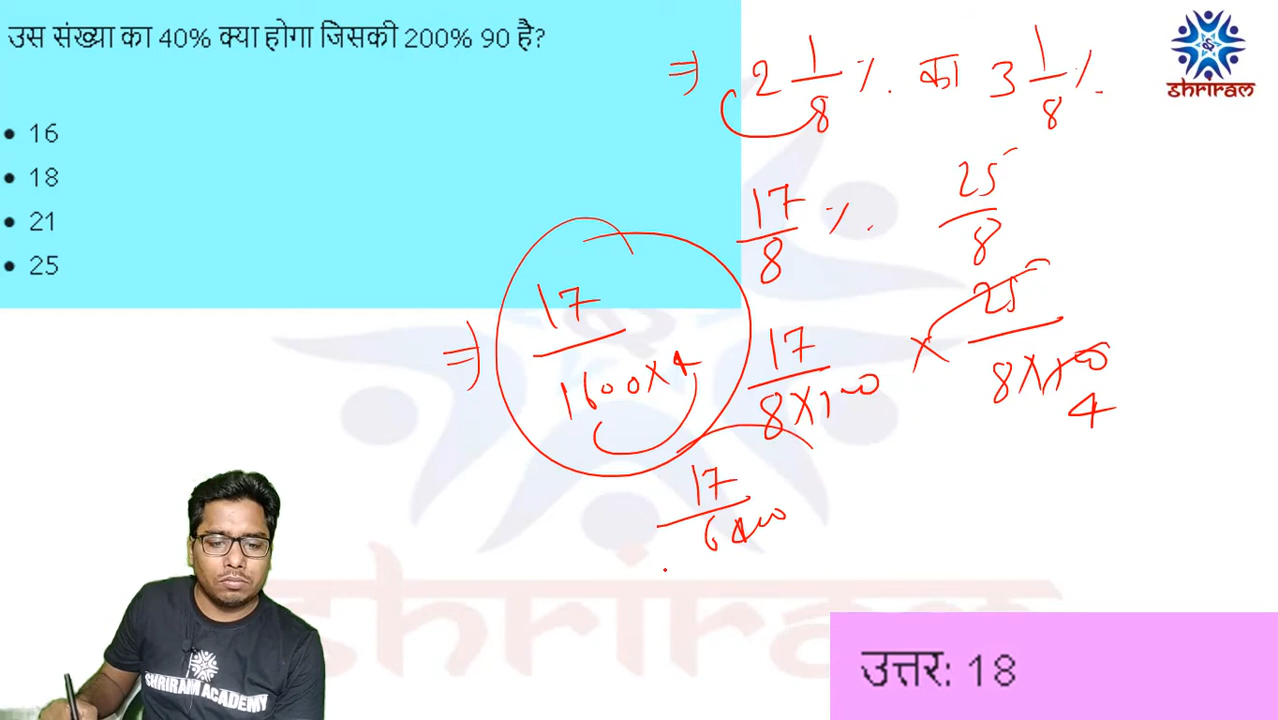 उस संख्या का 40% क्या होगा जिसकी 200% 90 है?
• 16
• 18
• 21
• 25
⇒ 2 1/8 % का 3 1/8 %
17/8 % 25/8
⇒ 17/1600×4 17/8×100 × 25/8×100 4
17/6400
shriram
SHRIRAM ACADEMY
shriram
उत्तर: 18